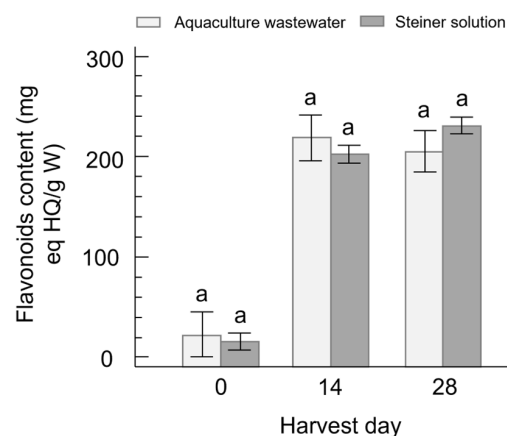 Aquaculture wastewater Steiner solution
Flavonoids content (mg
eq HQ/g W)
300
200
100
0
a a
a a
a a
0 14 28
Harvest day